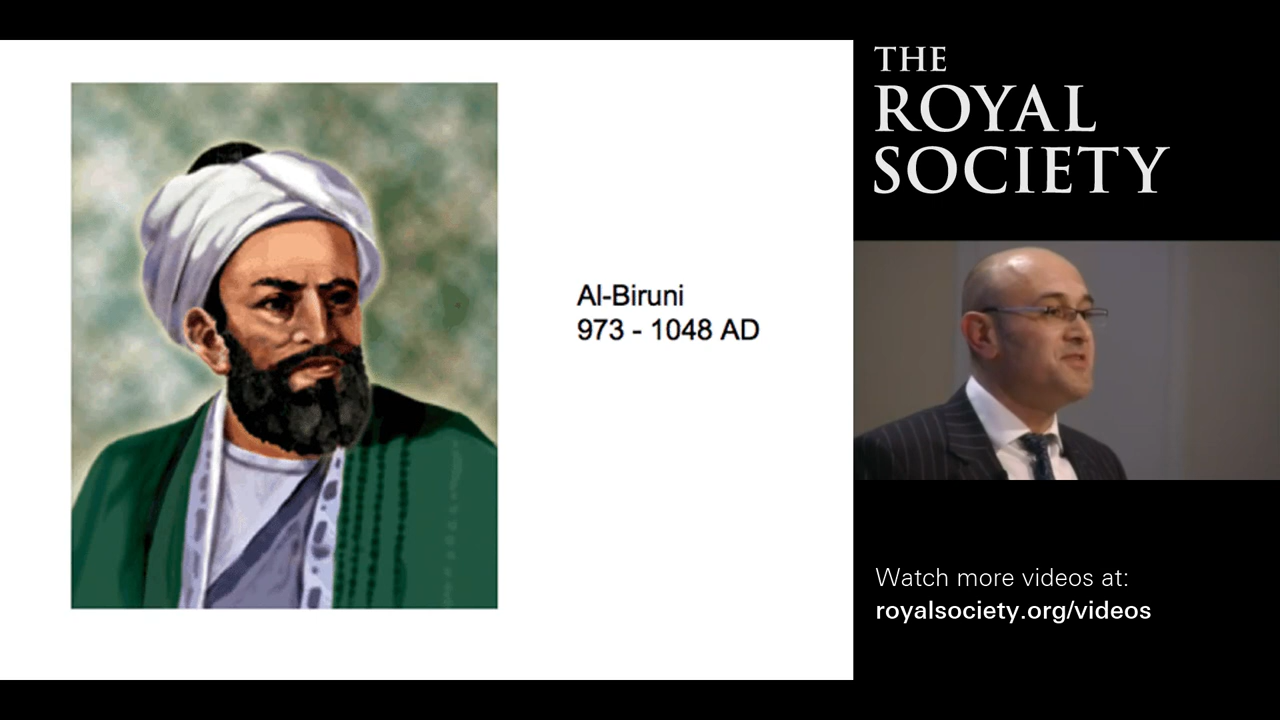 Al-Biruni
973 - 1048 AD
THE
ROYAL
SOCIETY
Watch more videos at:
royalsociety.org/videos